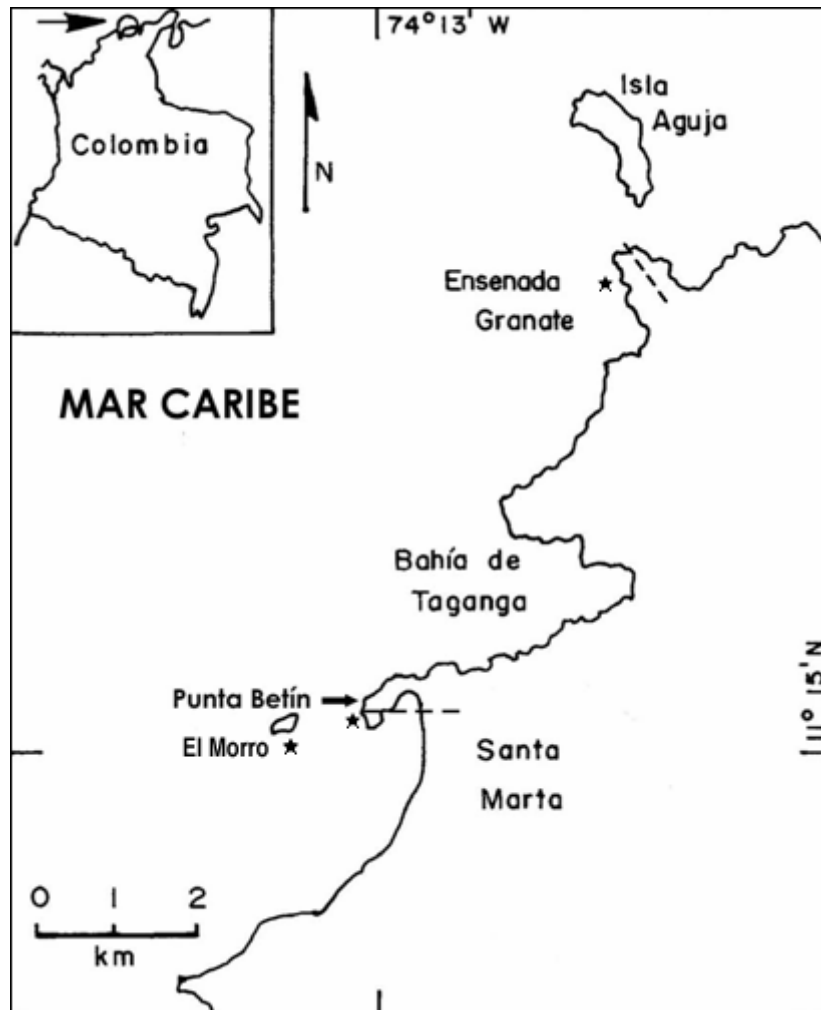 74°13' W
Isla
Aguja
Colombia
N
Ensenada
Granate
MAR CARIBE
Bahía de
Taganga
Punta Betín
El Morro
Santa
Marta
11° 15' N
0 1 2
km